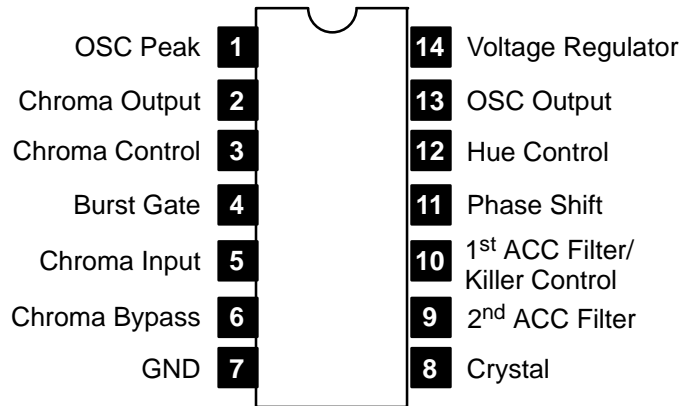 OSC Peak 1 14 Voltage Regulator
Chroma Output 2 13 OSC Output
Chroma Control 3 12 Hue Control
Burst Gate 4 11 Phase Shift
Chroma Input 5 10 1st ACC Filter/
Killer Control
Chroma Bypass 6 9 2nd ACC Filter
GND 7 8 Crystal